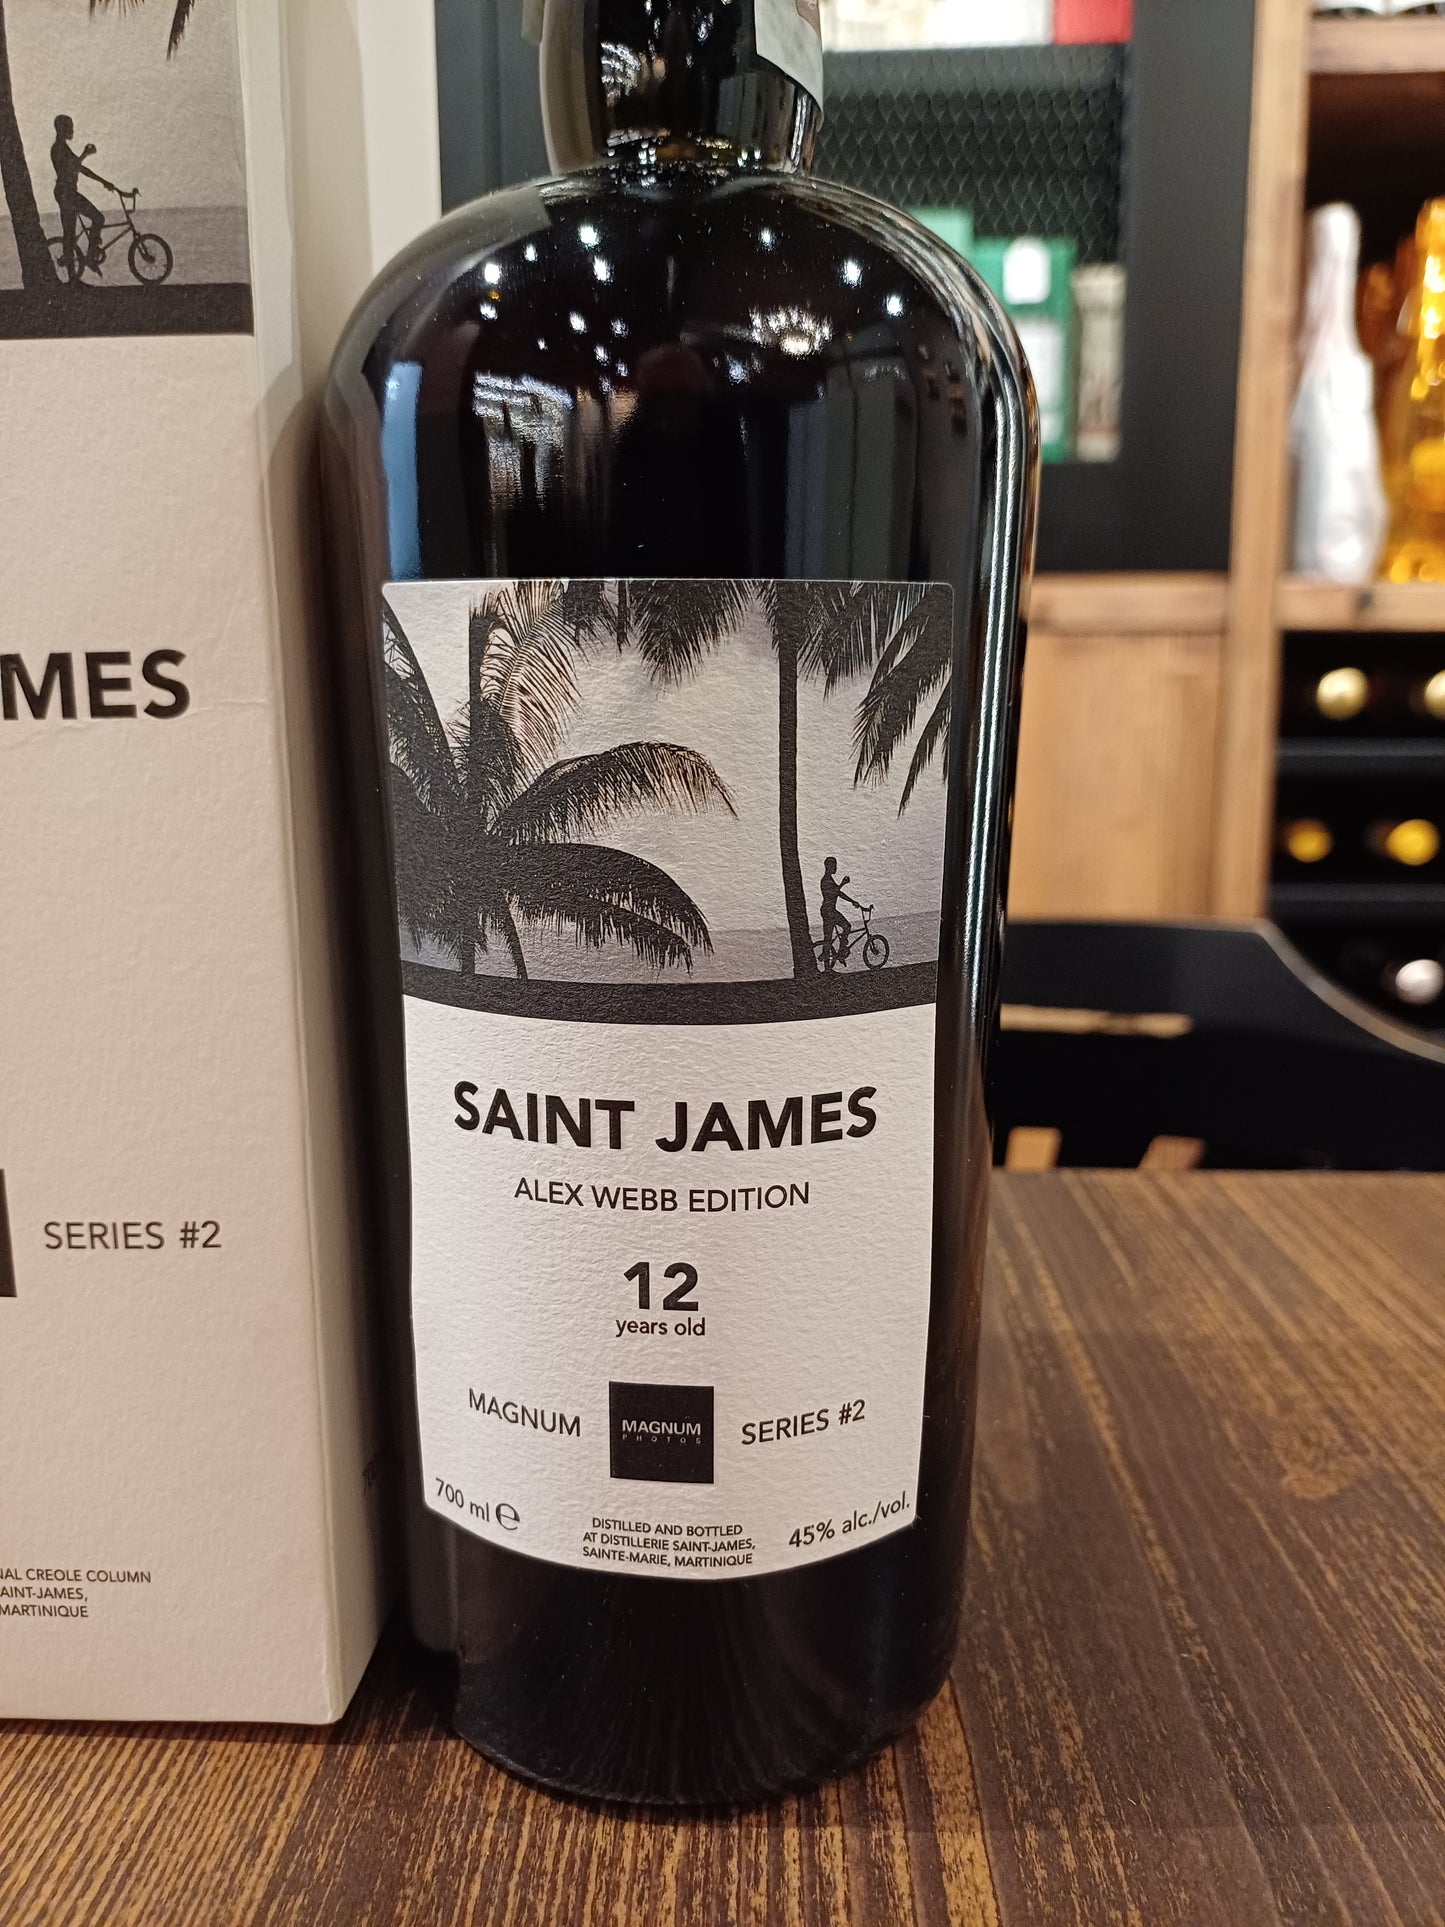 MES
SERIES #2
CREOLE COLUMN
AINT-JAMES,
MARTINIQUE
SAINT JAMES
ALEX WEBB EDITION
12
years old
MAGNUM
MAGNUM
PHOTOS
SERIES #2
700 ml ℮
DISTILLED AND BOTTLED
AT DISTILLERIE SAINT-JAMES,
SAINTE-MARIE, MARTINIQUE
45% alc./vol.